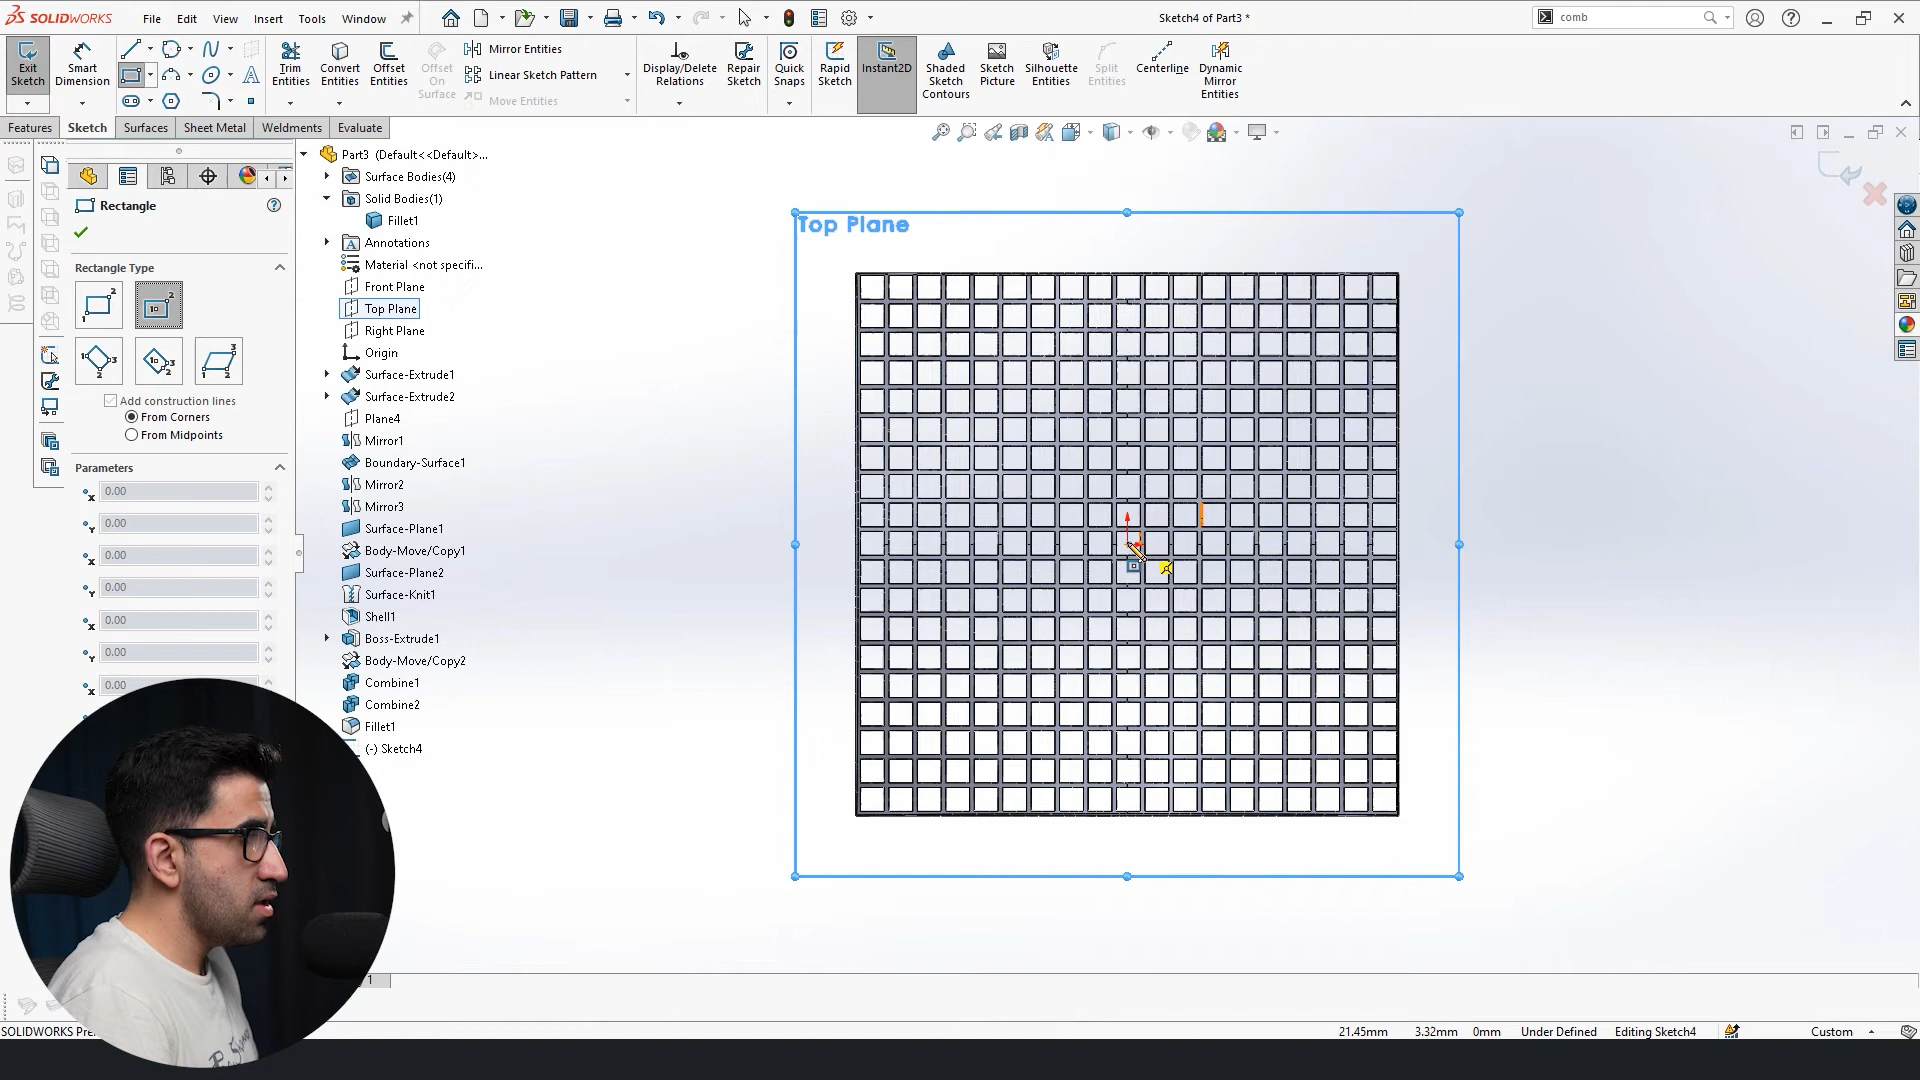 SOLIDWORKS
File Edit View Insert Tools Window
Sketch4 of Part3 *
comb
Exit Sketch
Smart Dimension
Trim Entities
Convert Entities
Offset Entities
Offset On Surface
Mirror Entities
Linear Sketch Pattern
Move Entities
Display/Delete Relations
Repair Sketch
Quick Snaps
Rapid Sketch
Instant2D
Shaded Sketch Contours
Sketch Picture
Silhouette Entities
Split Entities
Centerline
Dynamic Mirror Entities
Features Sketch Surfaces Sheet Metal Weldments Evaluate
Rectangle
Rectangle Type
Add construction lines
From Corners
From Midpoints
Parameters
0.00
0.00
0.00
0.00
0.00
0.00
0.00
Part3 (Default<<Default>...
Surface Bodies(4)
Solid Bodies(1)
Fillet1
Annotations
Material <not specifi...
Front Plane
Top Plane
Right Plane
Origin
Surface-Extrude1
Surface-Extrude2
Plane4
Mirror1
Boundary-Surface1
Mirror2
Mirror3
Surface-Plane1
Body-Move/Copy1
Surface-Plane2
Surface-Knit1
Shell1
Boss-Extrude1
Body-Move/Copy2
Combine1
Combine2
Fillet1
(-) Sketch4
Top Plane
1
SOLIDWORKS
21.45mm 3.32mm 0mm Under Defined Editing Sketch4 Custom